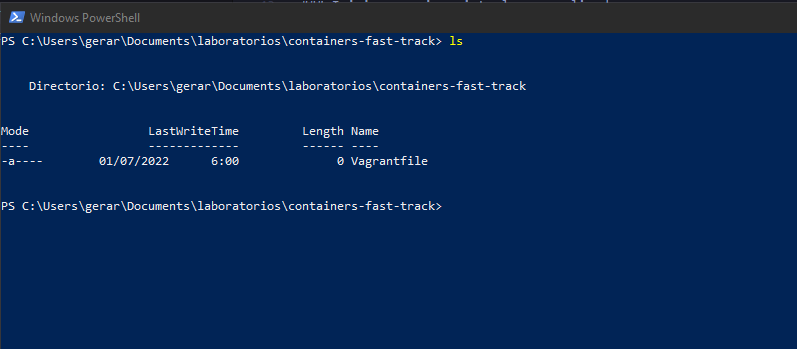 Windows PowerShell
PS C:\Users\gerar\Documents\laboratorios\containers-fast-track> ls
Directorio: C:\Users\gerar\Documents\laboratorios\containers-fast-track
Mode LastWriteTime Length Name
---- ------------- ------ ----
-a---- 01/07/2022 6:00 0 Vagrantfile
PS C:\Users\gerar\Documents\laboratorios\containers-fast-track>